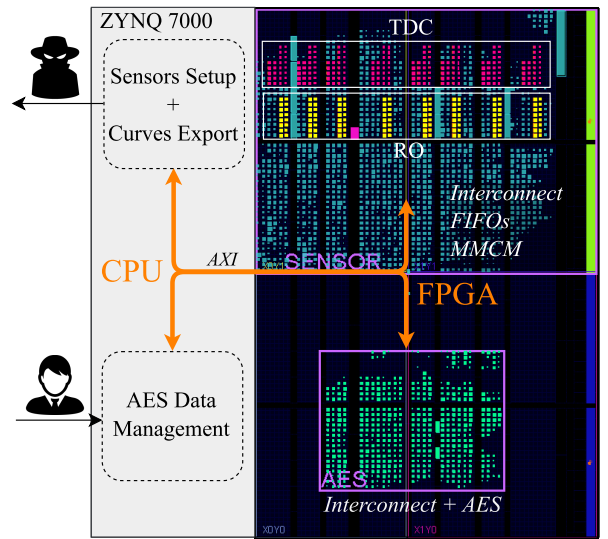 ZYNQ 7000
TDC
Sensors Setup
+
Curves Export
RO
Interconnect
FIFOs
MMCM
AXI
SENSOR
CPU
FPGA
AES Data
Management
AES
Interconnect + AES
X0Y0
X1Y0